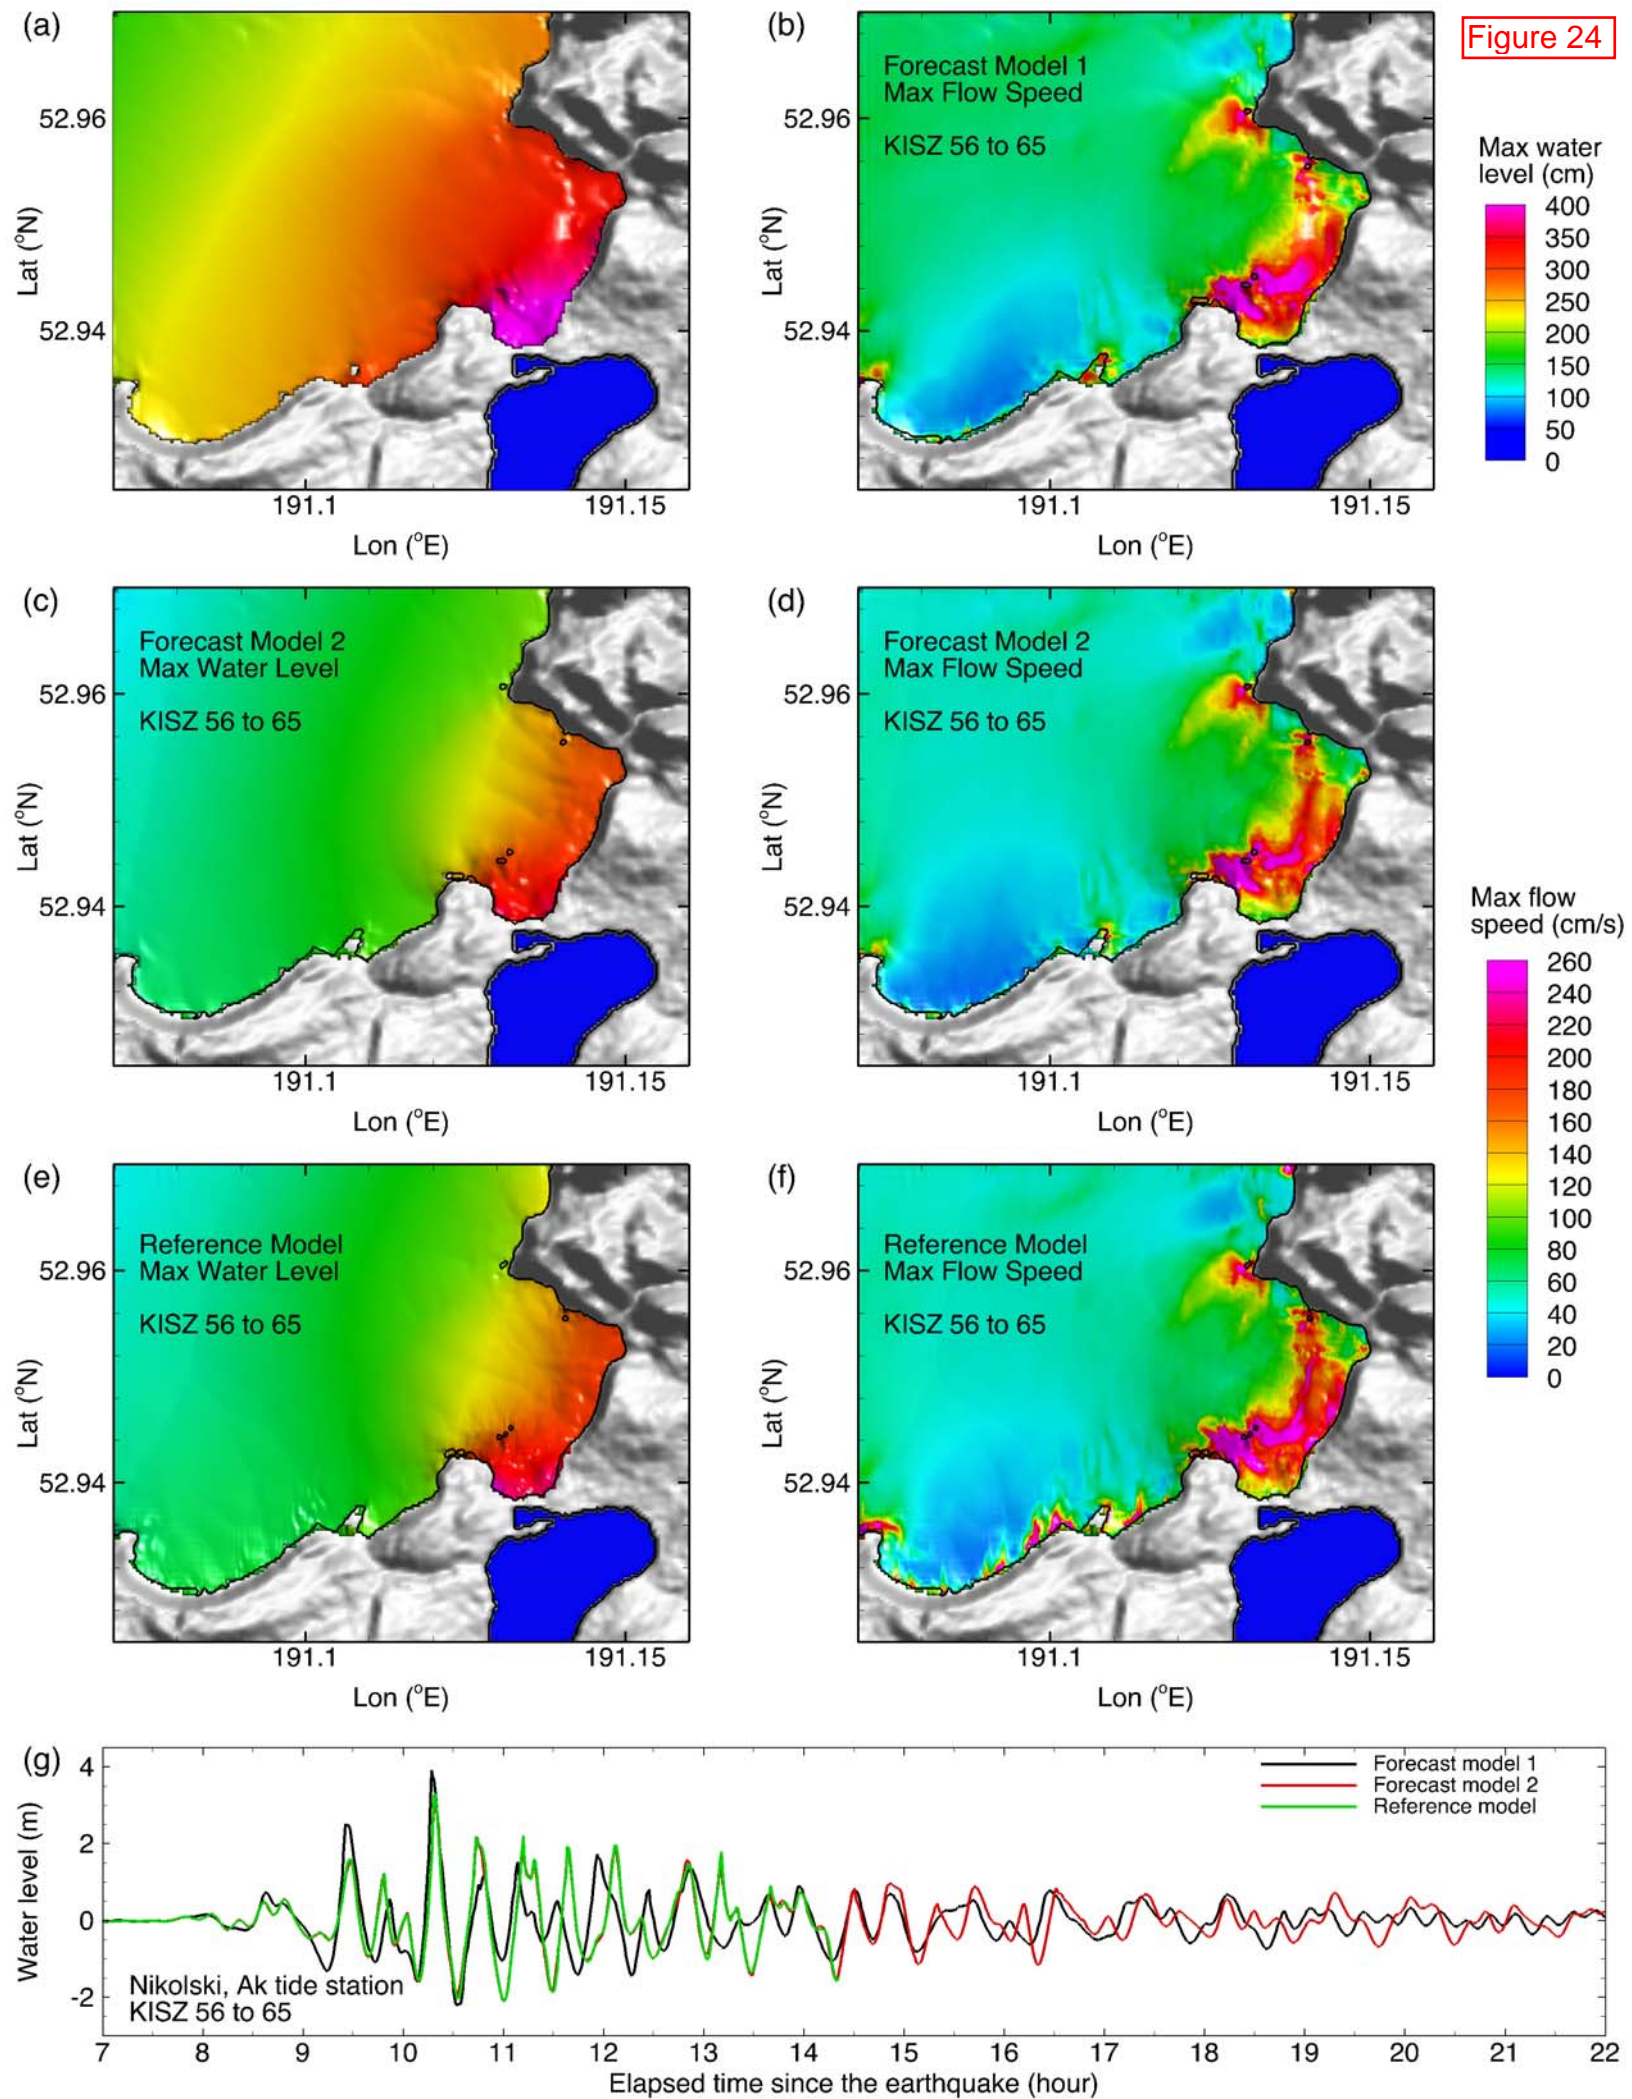 Figure 24
(a)
52.96
52.94
Lat (°N)
191.1
191.15
Lon (°E)
(b)
Forecast Model 1
Max Flow Speed
KISZ 56 to 65
52.96
52.94
Lat (°N)
191.1
191.15
Lon (°E)
Max water
level (cm)
400
350
300
250
200
150
100
50
0
(c)
Forecast Model 2
Max Water Level
KISZ 56 to 65
52.96
52.94
Lat (°N)
191.1
191.15
Lon (°E)
(d)
Forecast Model 2
Max Flow Speed
KISZ 56 to 65
52.96
52.94
Lat (°N)
191.1
191.15
Lon (°E)
Max flow
speed (cm/s)
260
240
220
200
180
160
140
120
100
80
60
40
20
0
(e)
Reference Model
Max Water Level
KISZ 56 to 65
52.96
52.94
Lat (°N)
191.1
191.15
Lon (°E)
(f)
Reference Model
Max Flow Speed
KISZ 56 to 65
52.96
52.94
Lat (°N)
191.1
191.15
Lon (°E)
(g)
4
2
0
-2
Water level (m)
Forecast model 1
Forecast model 2
Reference model
Nikolski, Ak tide station
KISZ 56 to 65
7 8 9 10 11 12 13 14 15 16 17 18 19 20 21 22
Elapsed time since the earthquake (hour)